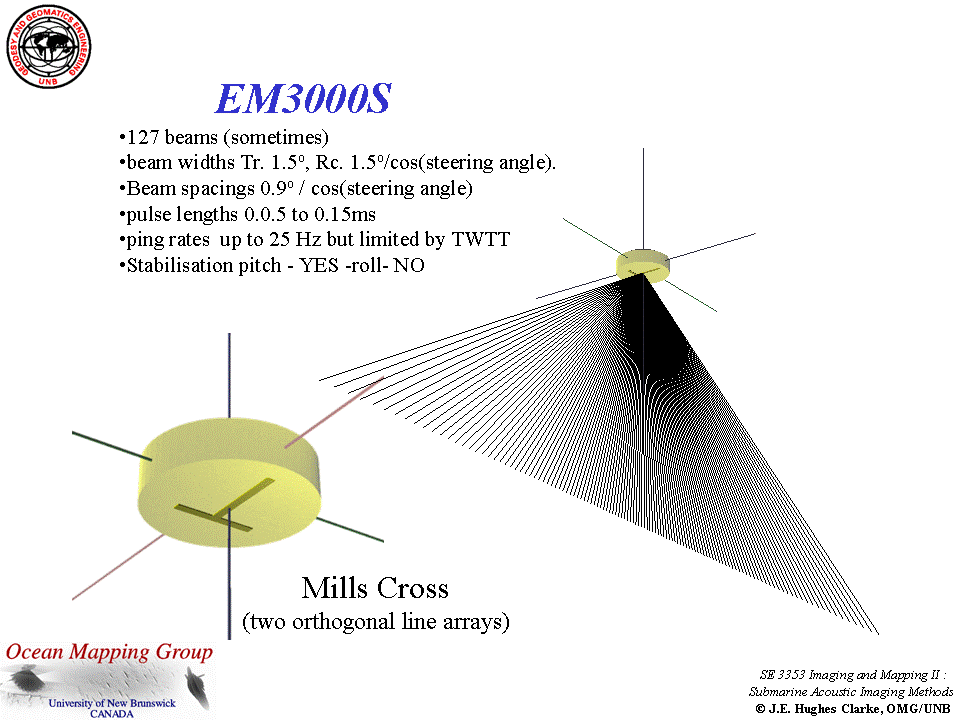 GEODESY AND GEOMATICS ENGINEERING
UNB
EM3000S
•127 beams (sometimes)
•beam widths Tr. 1.5º, Rc. 1.5º/cos(steering angle).
•Beam spacings 0.9º / cos(steering angle)
•pulse lengths 0.0.5 to 0.15ms
•ping rates  up to 25 Hz but limited by TWTT
•Stabilisation pitch - YES -roll- NO
Mills Cross
(two orthogonal line arrays)
Ocean Mapping Group
University of New Brunswick
CANADA
SE 3353 Imaging and Mapping II :
Submarine Acoustic Imaging Methods
© J.E. Hughes Clarke, OMG/UNB